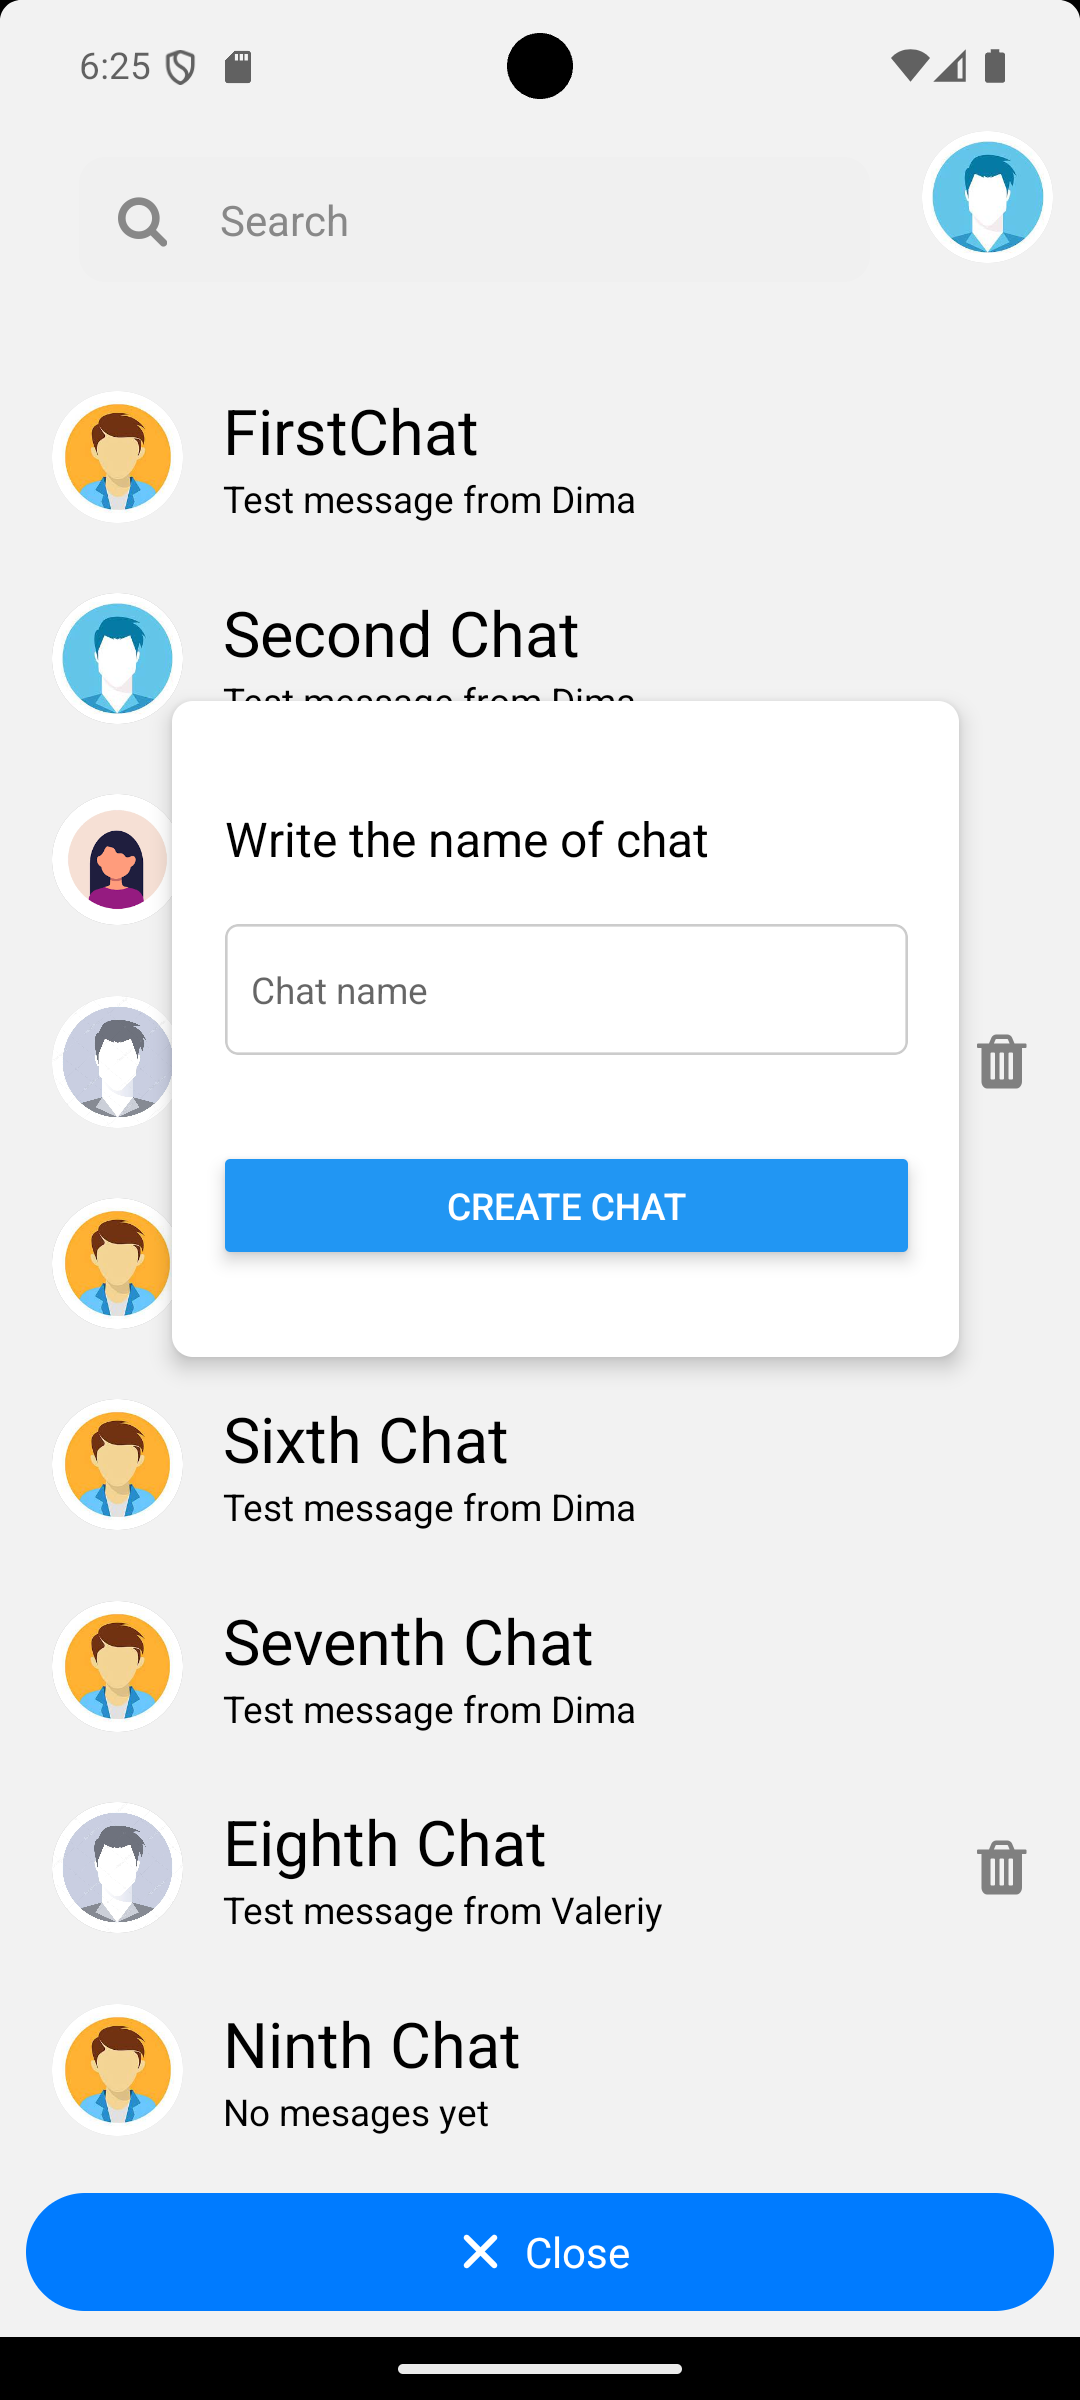 6:25
Search
FirstChat
Test message from Dima
Second Chat
Test message from Dima
Write the name of chat
Chat name
CREATE CHAT
Sixth Chat
Test message from Dima
Seventh Chat
Test message from Dima
Eighth Chat
Test message from Valeriy
Ninth Chat
No mesages yet
Close